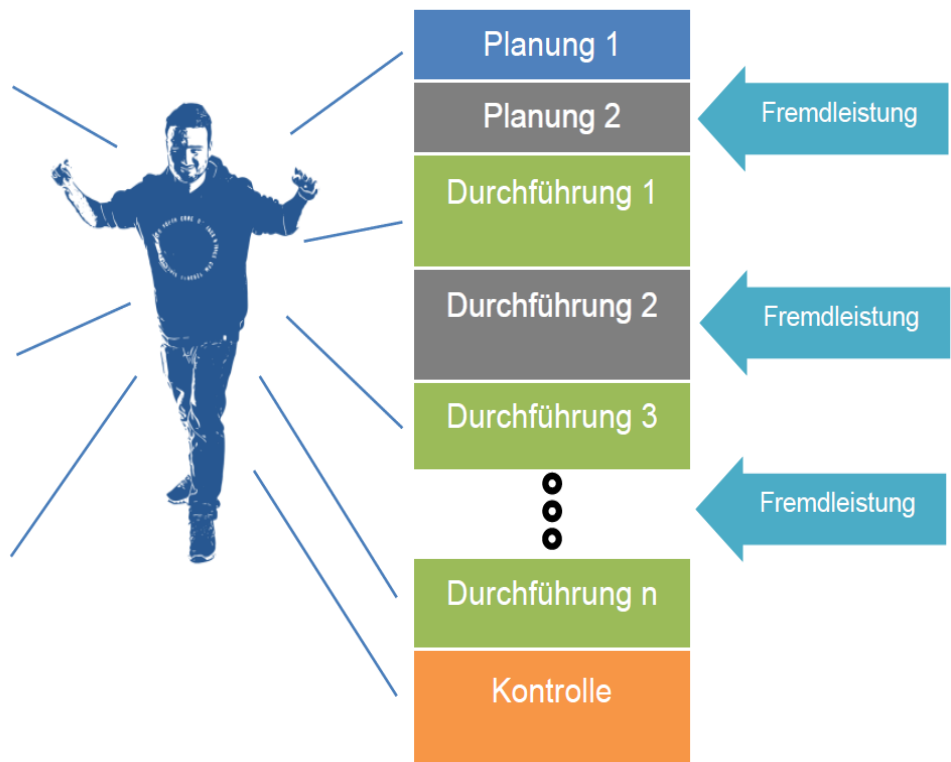 Planung 1
Planung 2
Fremdleistung
Durchführung 1
Durchführung 2
Fremdleistung
Durchführung 3
Fremdleistung
Durchführung n
Kontrolle